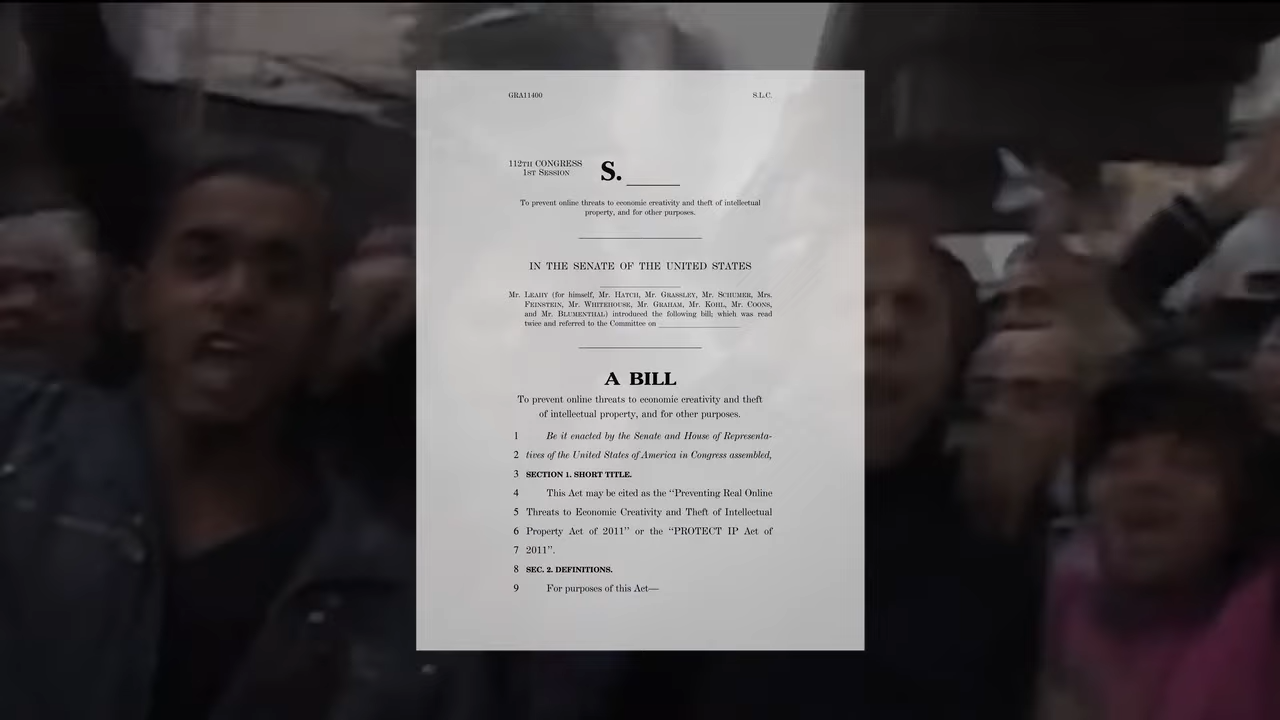 GRA11400 S.L.C.
112TH CONGRESS
1ST SESSION
S. ______
To prevent online threats to economic creativity and theft of intellectual
property, and for other purposes.
IN THE SENATE OF THE UNITED STATES
Mr. LEAHY (for himself, Mr. HATCH, Mr. GRASSLEY, Mr. SCHUMER, Mrs.
FEINSTEIN, Mr. WHITEHOUSE, Mr. GRAHAM, Mr. KOHL, Mr. COONS,
and Mr. BLUMENTHAL) introduced the following bill; which was read
twice and referred to the Committee on ______________
A BILL
To prevent online threats to economic creativity and theft
of intellectual property, and for other purposes.
1 Be it enacted by the Senate and House of Representa-
2 tives of the United States of America in Congress assembled,
3 SECTION 1. SHORT TITLE.
4 This Act may be cited as the ‘‘Preventing Real Online
5 Threats to Economic Creativity and Theft of Intellectual
6 Property Act of 2011’’ or the ‘‘PROTECT IP Act of
7 2011’’.
8 SEC. 2. DEFINITIONS.
9 For purposes of this Act—